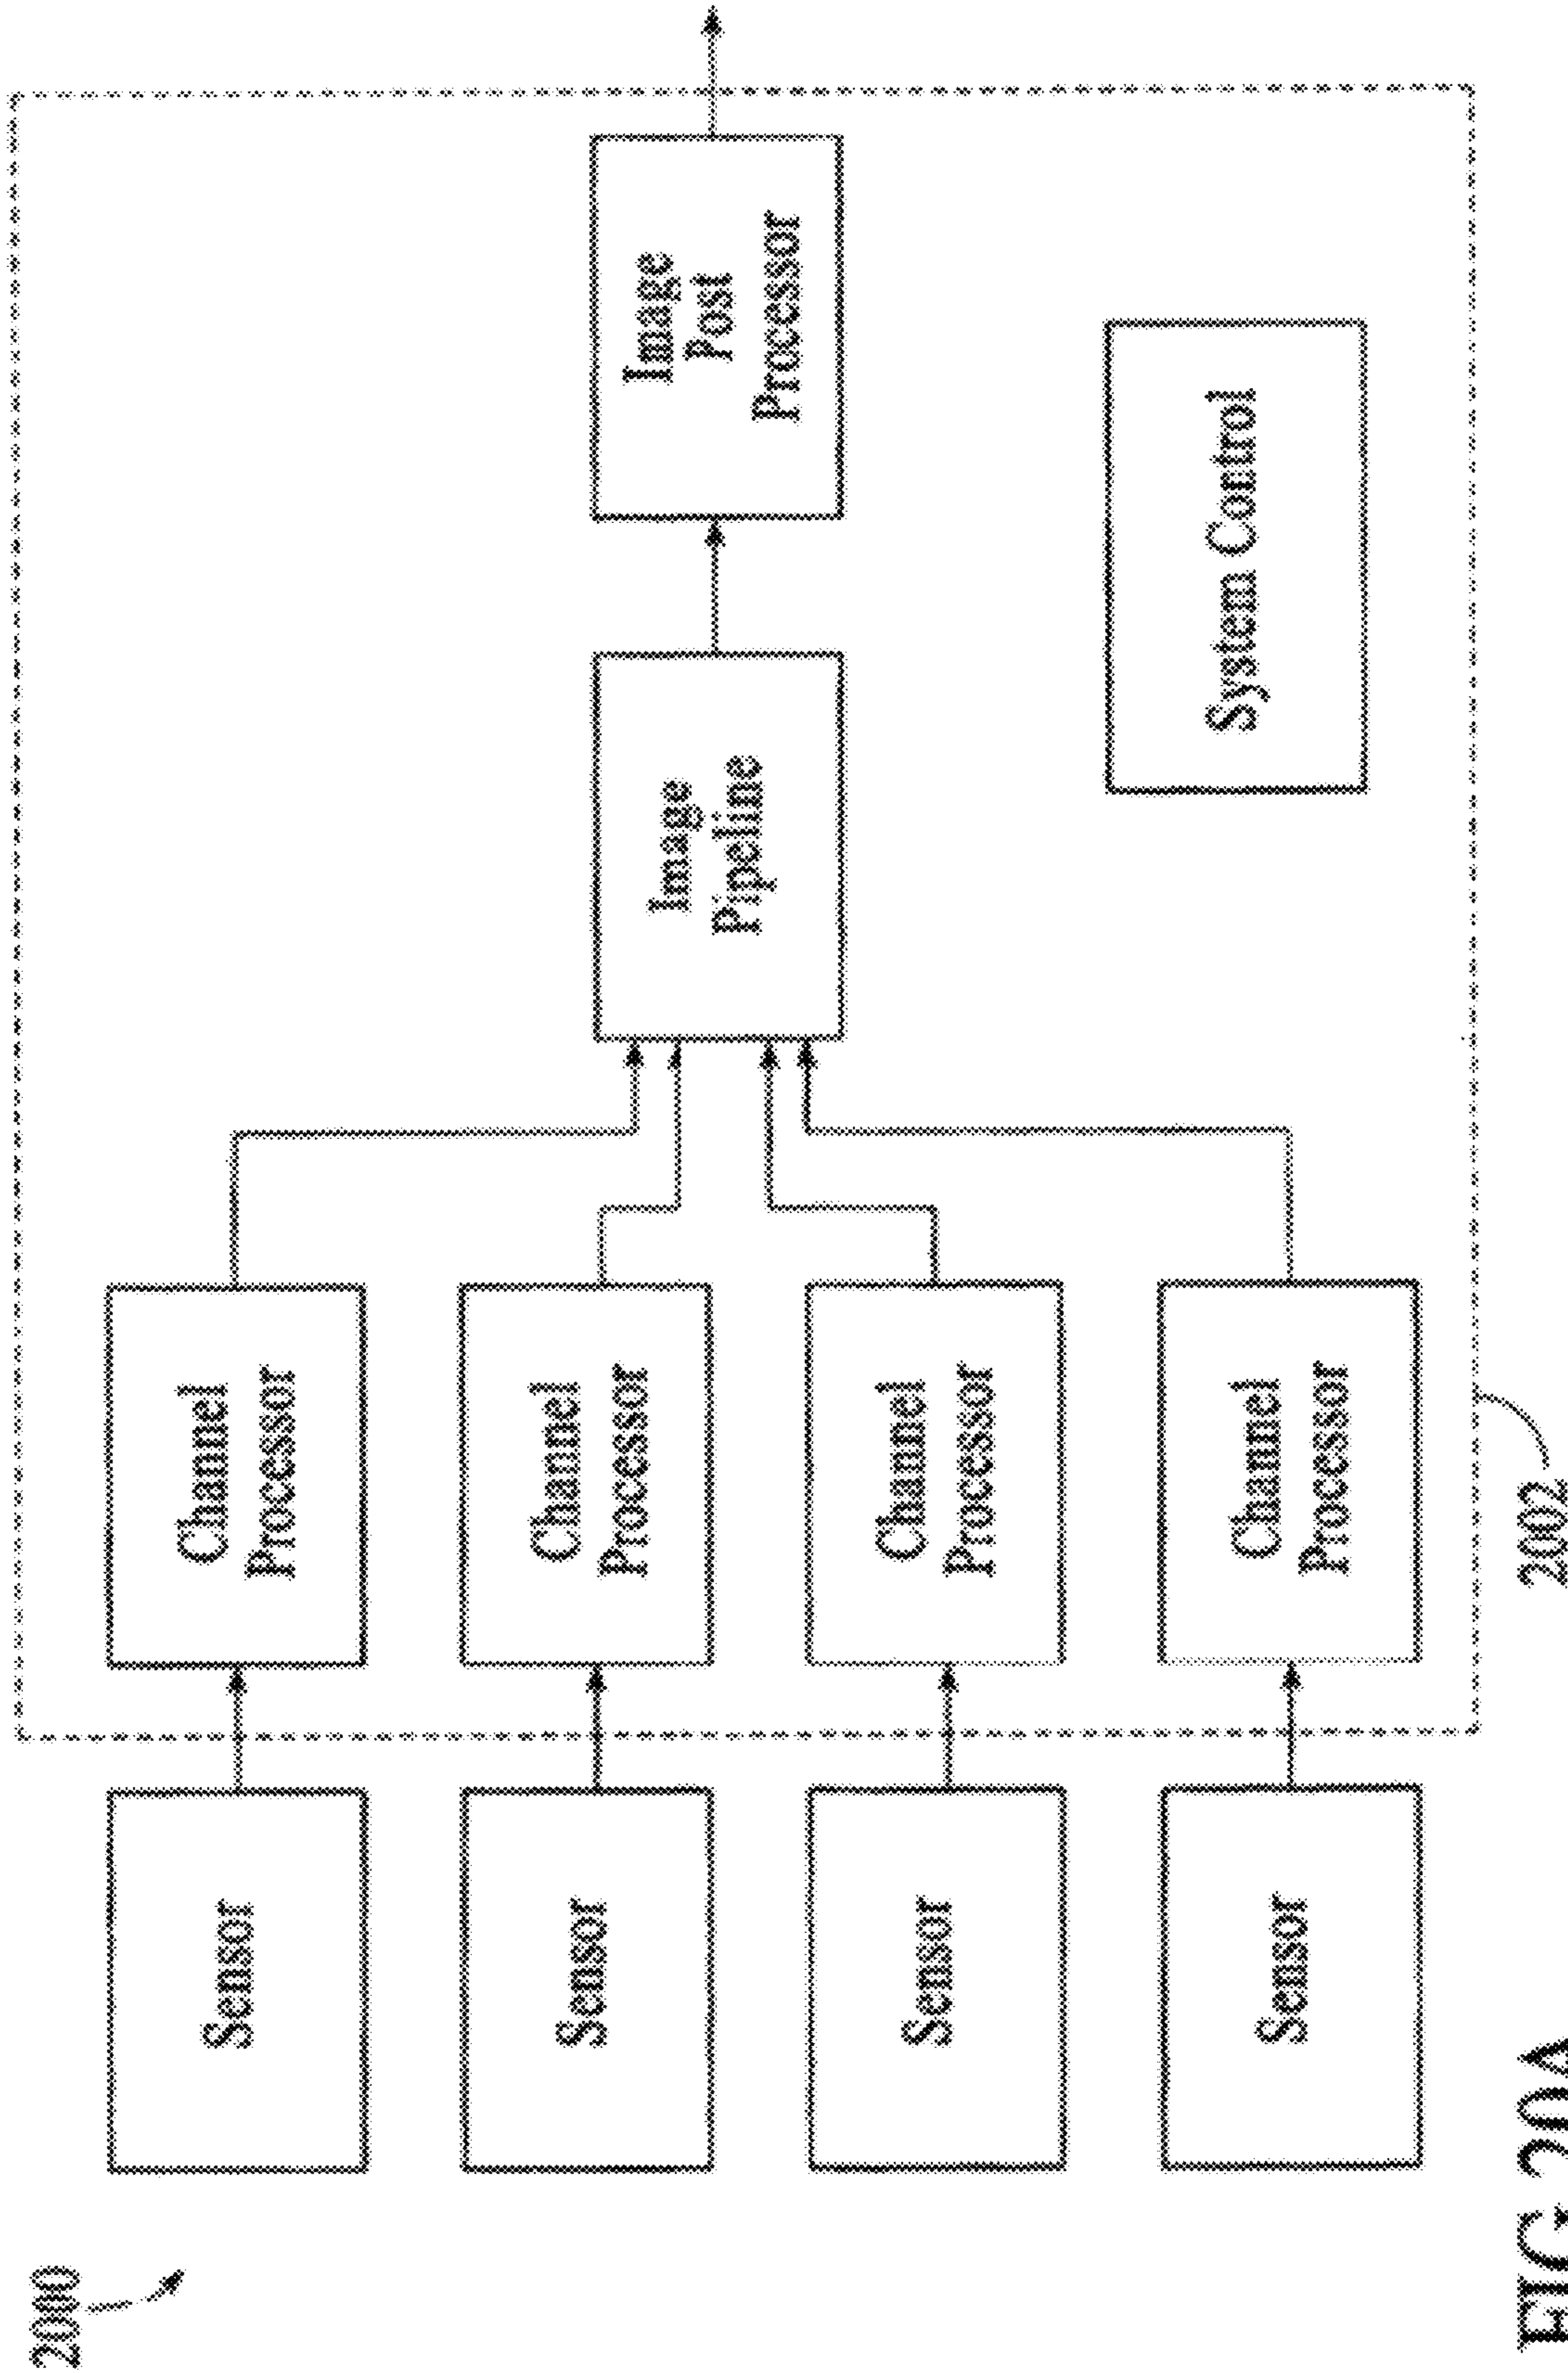 2000
Sensor
Channel
Processor
Sensor
Channel
Processor
Sensor
Channel
Processor
Sensor
Channel
Processor
Image
Pipeline
Image
Post
Processor
System Control
2002
FIG 20A